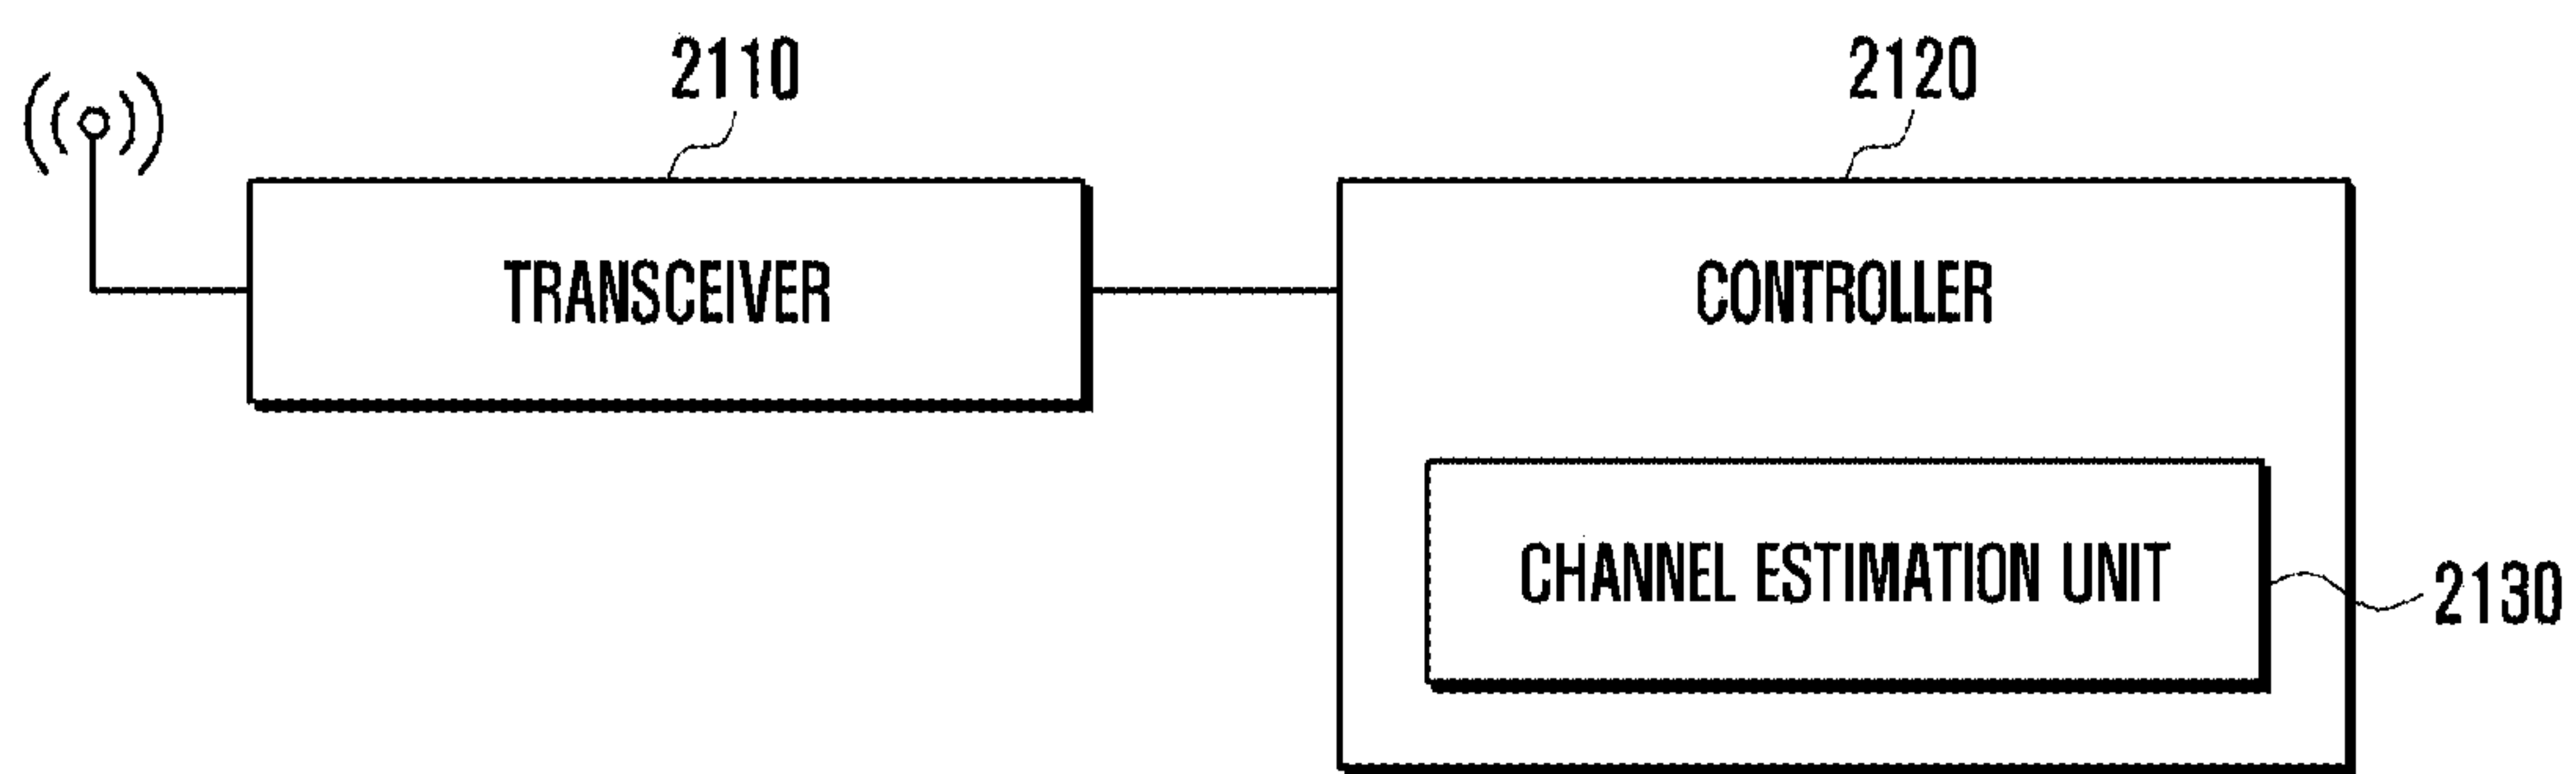 2110
2120
TRANSCEIVER
CONTROLLER
CHANNEL ESTIMATION UNIT
2130